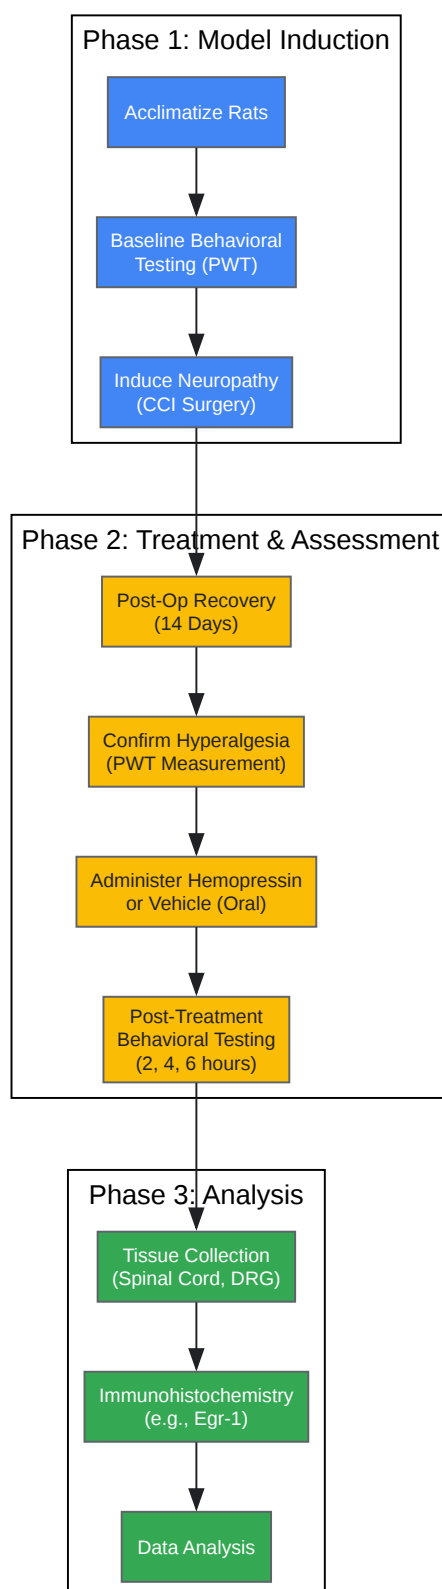 Phase 1: Model Induction
Acclimatize Rats
Baseline Behavioral
Testing (PWT)
Induce Neuropathy
(CCI Surgery)
Phase 2: Treatment & Assessment
Post-Op Recovery
(14 Days)
Confirm Hyperalgesia
(PWT Measurement)
Administer Hemopressin
or Vehicle (Oral)
Post-Treatment
Behavioral Testing
(2, 4, 6 hours)
Phase 3: Analysis
Tissue Collection
(Spinal Cord, DRG)
Immunohistochemistry
(e.g., Egr-1)
Data Analysis